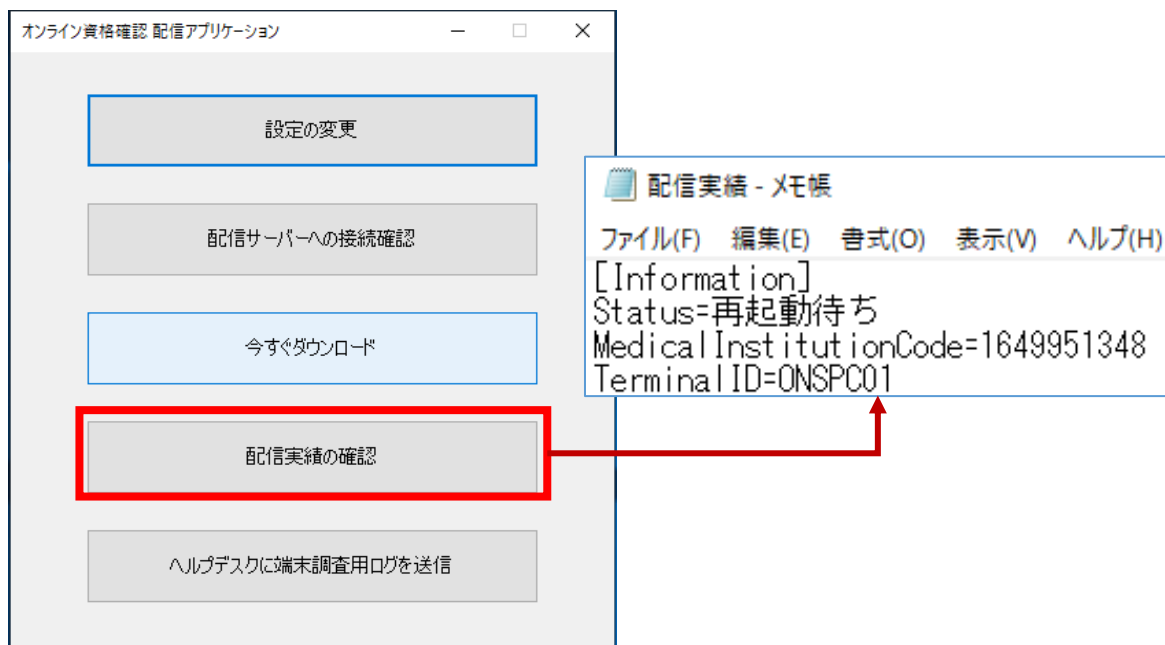 オンライン資格確認 配信アプリケーション
設定の変更
配信サーバーへの接続確認
今すぐダウンロード
配信実績の確認
ヘルプデスクに端末調査用ログを送信
配信実績 - メモ帳
ファイル(F) 編集(E) 書式(O) 表示(V) ヘルプ(H)
[Information]
Status=再起動待ち
MedicalInstitutionCode=1649951348
TerminalID=ONSPC01